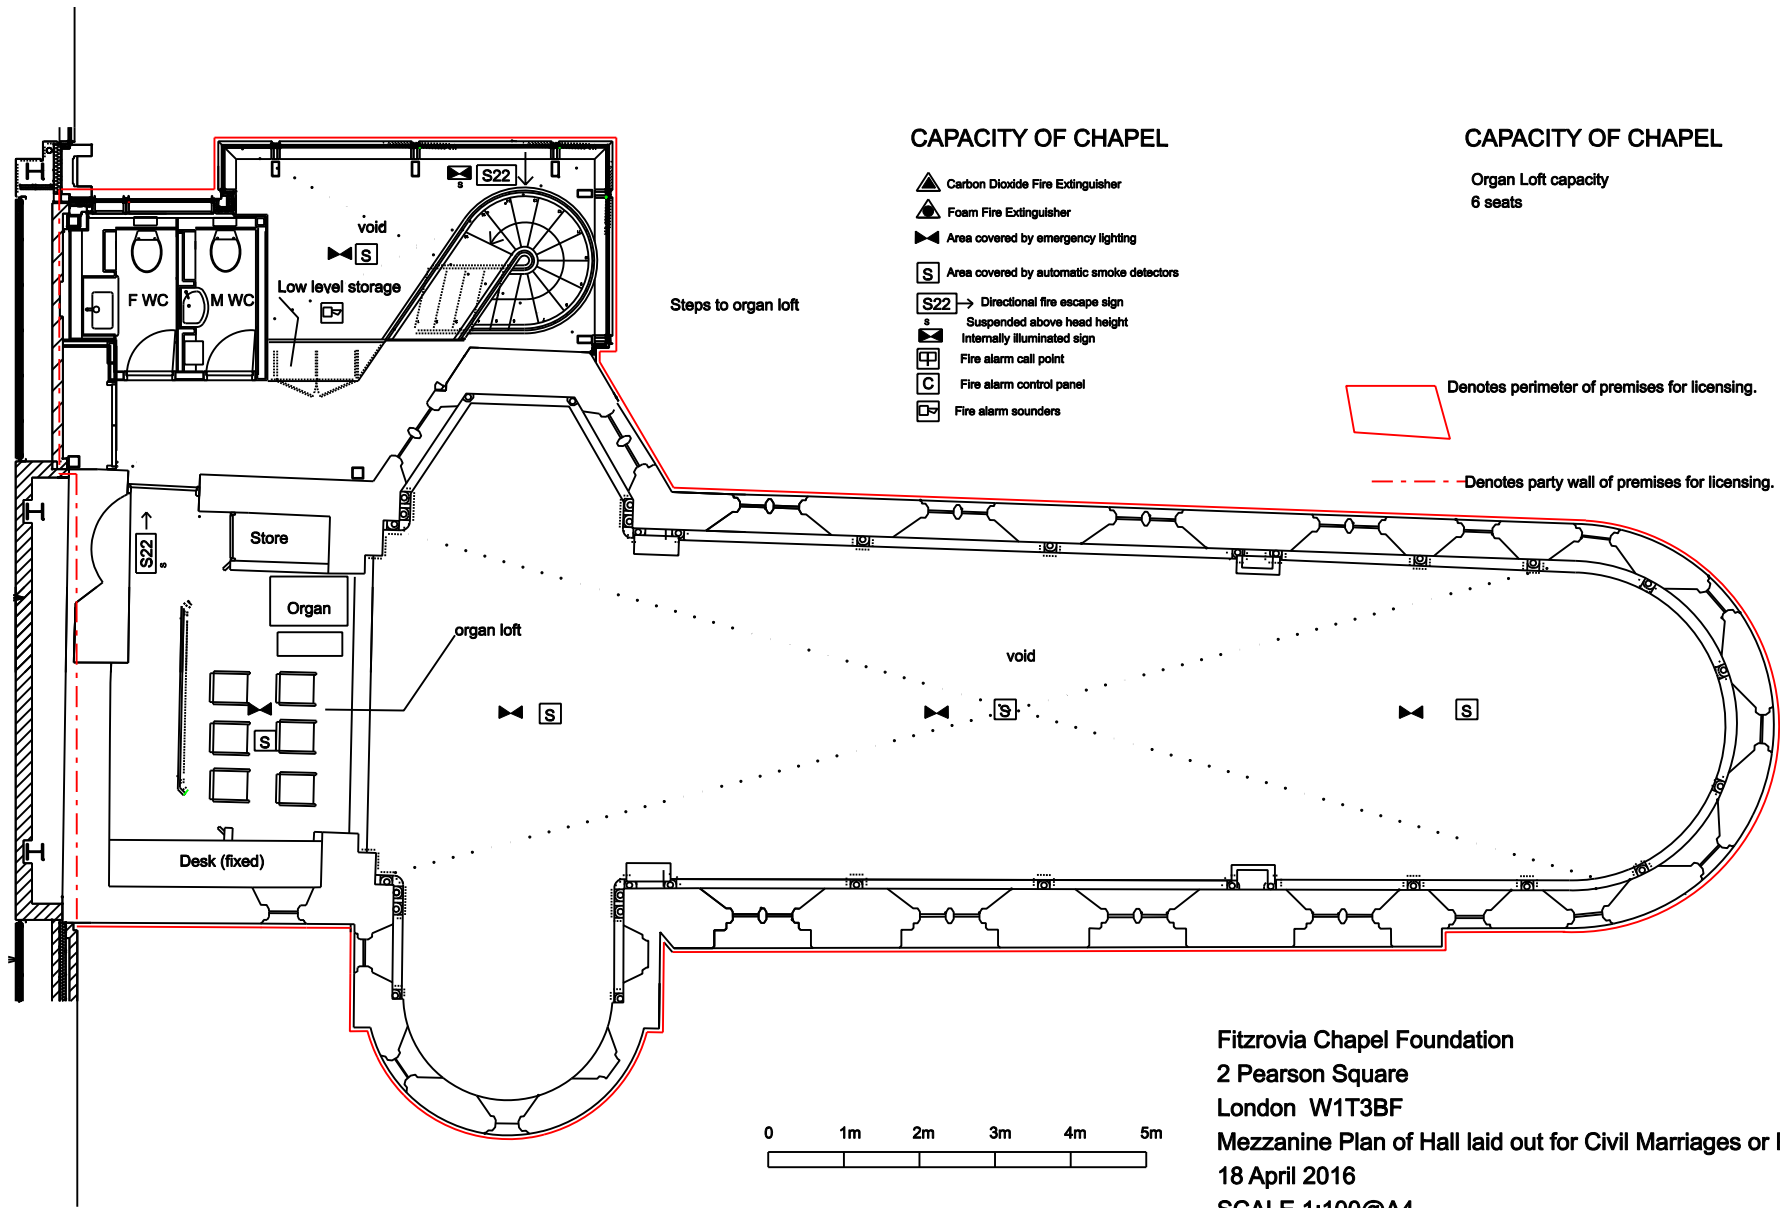 CAPACITY OF CHAPEL
Carbon Dioxide Fire Extinguisher
Foam Fire Extinguisher
Area covered by emergency lighting
S
Area covered by automatic smoke detectors
S22
Directional fire escape sign
s
Suspended above head height
Internally illuminated sign
Fire alarm call point
C
Fire alarm control panel
Fire alarm sounders
CAPACITY OF CHAPEL
Organ Loft capacity
6 seats
Denotes perimeter of premises for licensing.
Denotes party wall of premises for licensing.
s
S22
void
S
Low level storage
F WC
M WC
Steps to organ loft
S22
s
Store
Organ
organ loft
void
S
S
S
S
Desk (fixed)
0 1m 2m 3m 4m 5m
Fitzrovia Chapel Foundation
2 Pearson Square
London W1T3BF
Mezzanine Plan of Hall laid out for Civil Marriages or
18 April 2016
SCALE 1:100@A4